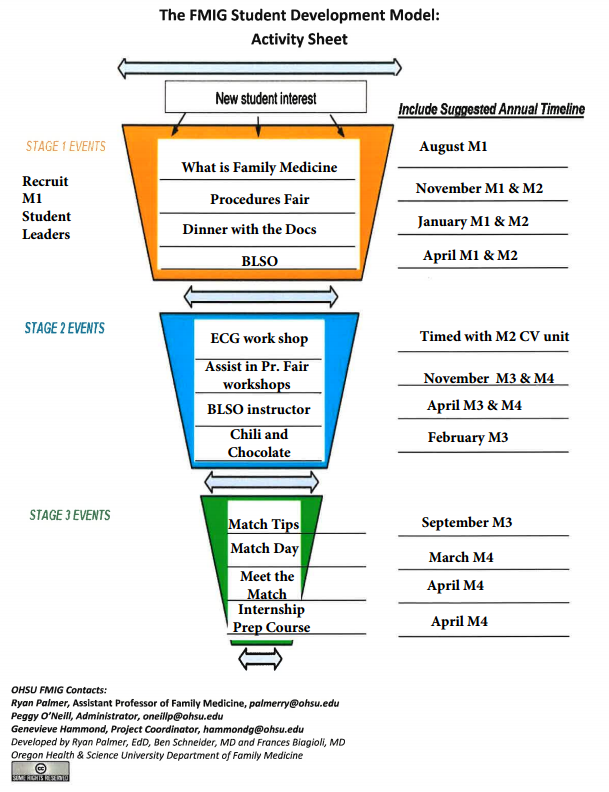 The FMIG Student Development Model:
Activity Sheet
New student interest
Include Suggested Annual Timeline
STAGE 1 EVENTS
Recruit
M1
Student
Leaders
What is Family Medicine
August M1
Procedures Fair
November M1 & M2
Dinner with the Docs
January M1 & M2
BLSO
April M1 & M2
STAGE 2 EVENTS
ECG work shop
Timed with M2 CV unit
Assist in Pr. Fair
workshops
November M3 & M4
BLSO instructor
April M3 & M4
Chili and
Chocolate
February M3
STAGE 3 EVENTS
Match Tips
September M3
Match Day
March M4
Meet the
Match
April M4
Internship
Prep Course
April M4
OHSU FMIG Contacts:
Ryan Palmer, Assistant Professor of Family Medicine, palmerry@ohsu.edu
Peggy O'Neill, Administrator, oneillp@ohsu.edu
Genevieve Hammond, Project Coordinator, hammondg@ohsu.edu
Developed by Ryan Palmer, EdD, Ben Schneider, MD and Frances Biagioli, MD
Oregon Health & Science University Department of Family Medicine
cc
SOME RIGHTS RESERVED